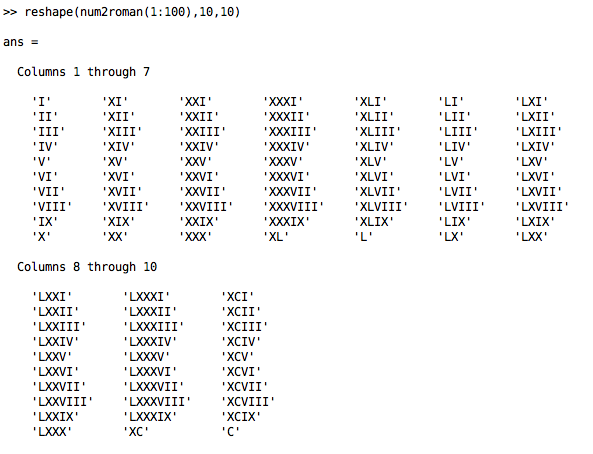 >> reshape(num2roman(1:100),10,10)
ans =
Columns 1 through 7
'I' 'XI' 'XXI' 'XXXI' 'XLI' 'LI' 'LXI'
'II' 'XII' 'XXII' 'XXXII' 'XLII' 'LII' 'LXII'
'III' 'XIII' 'XXIII' 'XXXIII' 'XLIII' 'LIII' 'LXIII'
'IV' 'XIV' 'XXIV' 'XXXIV' 'XLIV' 'LIV' 'LXIV'
'V' 'XV' 'XXV' 'XXXV' 'XLV' 'LV' 'LXV'
'VI' 'XVI' 'XXVI' 'XXXVI' 'XLVI' 'LVI' 'LXVI'
'VII' 'XVII' 'XXVII' 'XXXVII' 'XLVII' 'LVII' 'LXVII'
'VIII' 'XVIII' 'XXVIII' 'XXXVIII' 'XLVIII' 'LVIII' 'LXVIII'
'IX' 'XIX' 'XXIX' 'XXXIX' 'XLIX' 'LIX' 'LXIX'
'X' 'XX' 'XXX' 'XL' 'L' 'LX' 'LXX'
Columns 8 through 10
'LXXI' 'LXXXI' 'XCI'
'LXXII' 'LXXXII' 'XCII'
'LXXIII' 'LXXXIII' 'XCIII'
'LXXIV' 'LXXXIV' 'XCIV'
'LXXV' 'LXXXV' 'XCV'
'LXXVI' 'LXXXVI' 'XCVI'
'LXXVII' 'LXXXVII' 'XCVII'
'LXXVIII' 'LXXXVIII' 'XCVIII'
'LXXIX' 'LXXXIX' 'XCIX'
'LXXX' 'XC' 'C'